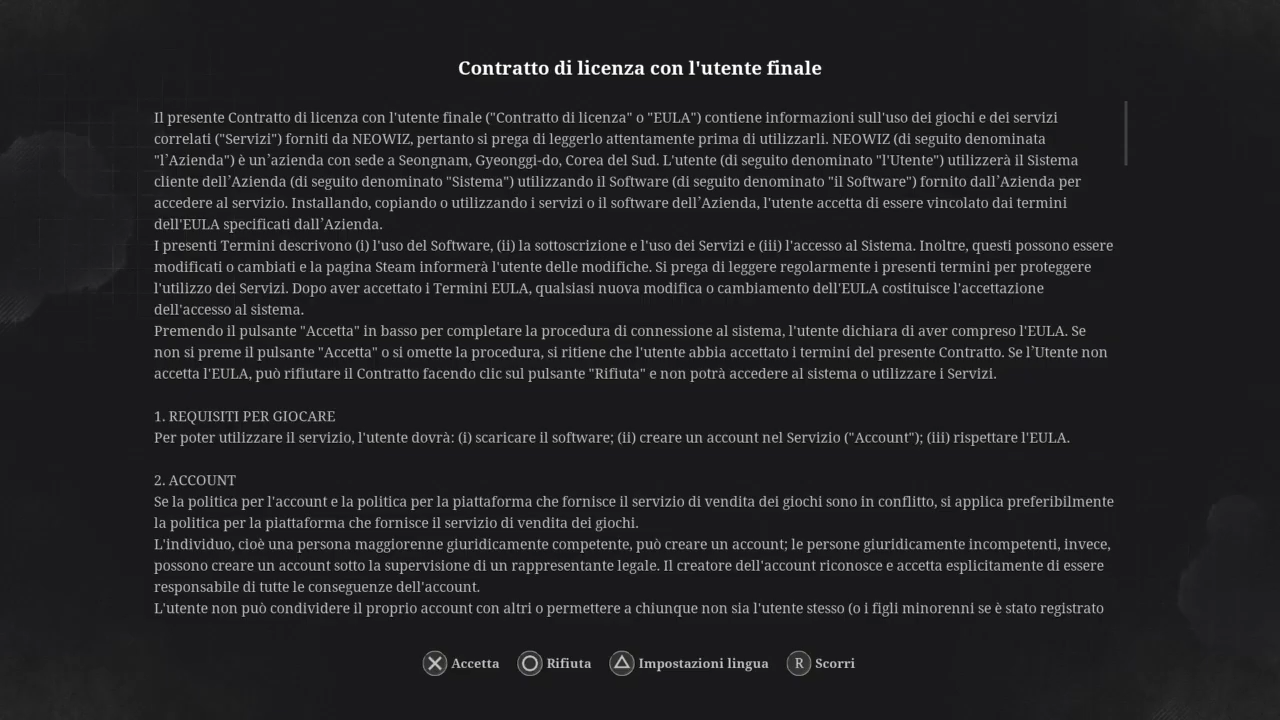 Contratto di licenza con l'utente finale
Il presente Contratto di licenza con l'utente finale ("Contratto di licenza" o "EULA") contiene informazioni sull'uso dei giochi e dei servizi
correlati ("Servizi") forniti da NEOWIZ, pertanto si prega di leggerlo attentamente prima di utilizzarli. NEOWIZ (di seguito denominata
"l’Azienda") è un’azienda con sede a Seongnam, Gyeonggi-do, Corea del Sud. L'utente (di seguito denominato "l'Utente") utilizzerà il Sistema
cliente dell’Azienda (di seguito denominato "Sistema") utilizzando il Software (di seguito denominato "il Software") fornito dall’Azienda per
accedere al servizio. Installando, copiando o utilizzando i servizi o il software dell’Azienda, l'utente accetta di essere vincolato dai termini
dell'EULA specificati dall’Azienda.
I presenti Termini descrivono (i) l'uso del Software, (ii) la sottoscrizione e l'uso dei Servizi e (iii) l'accesso al Sistema. Inoltre, questi possono essere
modificati o cambiati e la pagina Steam informerà l'utente delle modifiche. Si prega di leggere regolarmente i presenti termini per proteggere
l'utilizzo dei Servizi. Dopo aver accettato i Termini EULA, qualsiasi nuova modifica o cambiamento dell'EULA costituisce l'accettazione
dell'accesso al sistema.
Premendo il pulsante "Accetta" in basso per completare la procedura di connessione al sistema, l'utente dichiara di aver compreso l'EULA. Se
non si preme il pulsante "Accetta" o si omette la procedura, si ritiene che l'utente abbia accettato i termini del presente Contratto. Se l’Utente non
accetta l'EULA, può rifiutare il Contratto facendo clic sul pulsante "Rifiuta" e non potrà accedere al sistema o utilizzare i Servizi.
1. REQUISITI PER GIOCARE
Per poter utilizzare il servizio, l'utente dovrà: (i) scaricare il software; (ii) creare un account nel Servizio ("Account"); (iii) rispettare l'EULA.
2. ACCOUNT
Se la politica per l'account e la politica per la piattaforma che fornisce il servizio di vendita dei giochi sono in conflitto, si applica preferibilmente
la politica per la piattaforma che fornisce il servizio di vendita dei giochi.
L'individuo, cioè una persona maggiorenne giuridicamente competente, può creare un account; le persone giuridicamente incompetenti, invece,
possono creare un account sotto la supervisione di un rappresentante legale. Il creatore dell'account riconosce e accetta esplicitamente di essere
responsabile di tutte le conseguenze dell'account.
L'utente non può condividere il proprio account con altri o permettere a chiunque non sia l'utente stesso (o i figli minorenni se è stato registrato
Accetta Rifiuta Impostazioni lingua R Scorri